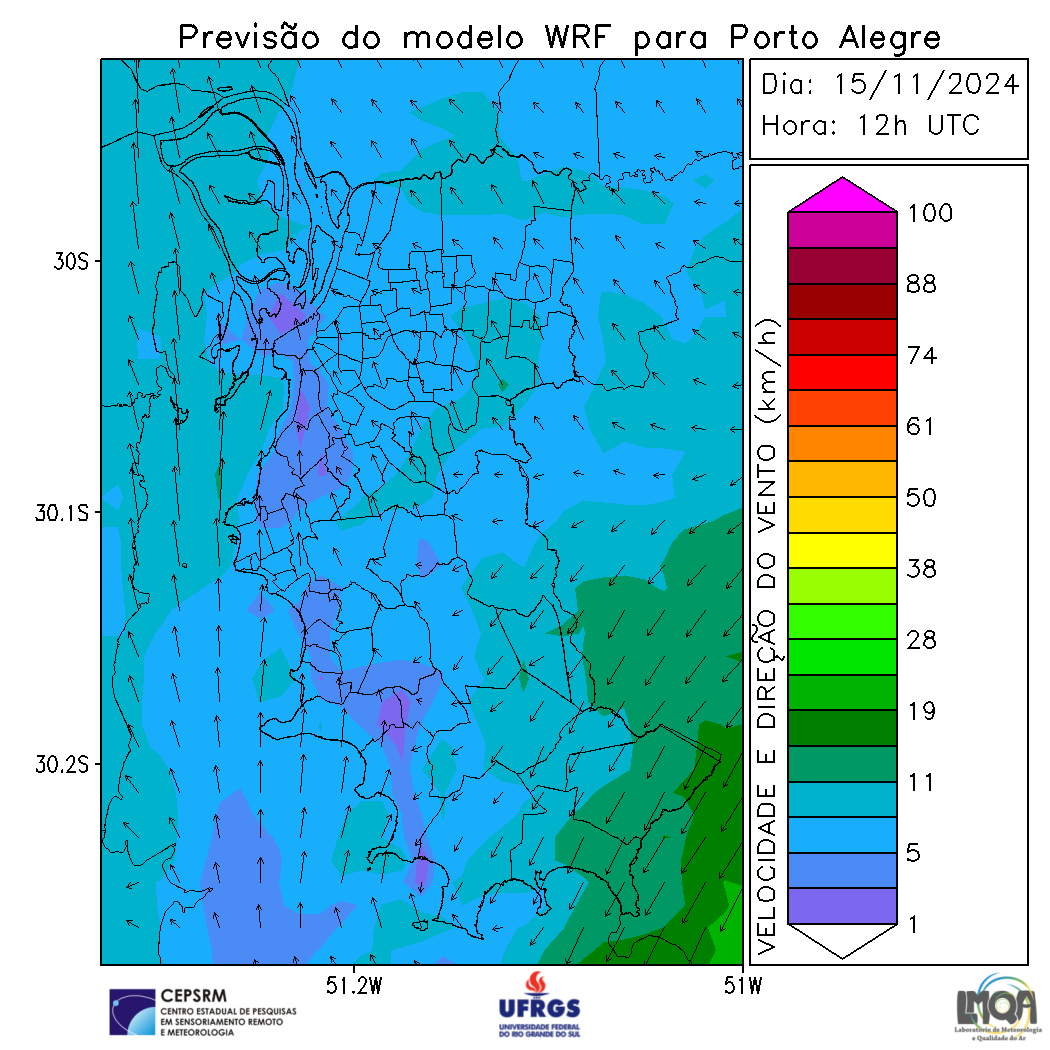 Previsão do modelo WRF para Porto Alegre
Dia: 15/11/2024
Hora: 12h UTC
30S
30.1S
30.2S
51.2W
51W
VELOCIDADE E DIREÇÃO DO VENTO (km/h)
100
88
74
61
50
38
28
19
11
5
1
CEPSRM
CENTRO ESTADUAL DE PESQUISAS
EM SENSORIAMENTO REMOTO
E METEOROLOGIA
UFRGS
UNIVERSIDADE FEDERAL
DO RIO GRANDE DO SUL
LMQA
Laboratório de Meteorologia
e Qualidade do Ar